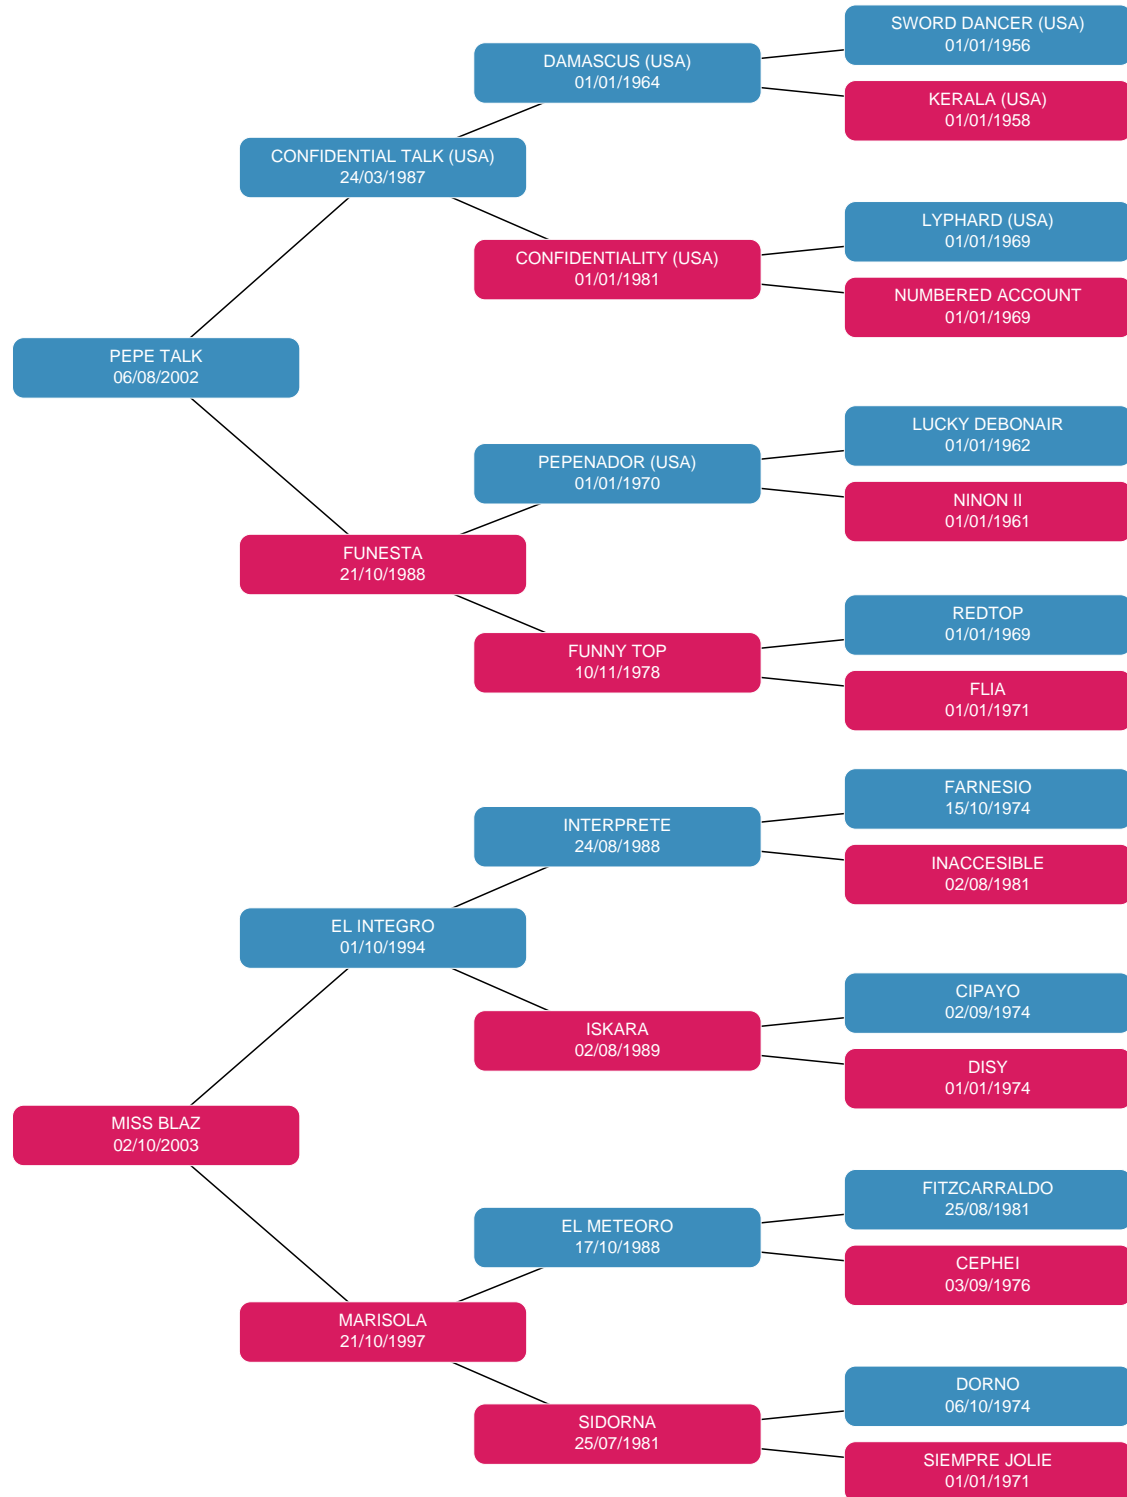 SWORD DANCER (USA)
01/01/1956
DAMASCUS (USA)
01/01/1964
KERALA (USA)
01/01/1958
CONFIDENTIAL TALK (USA)
24/03/1987
LYPHARD (USA)
01/01/1969
CONFIDENTIALITY (USA)
01/01/1981
NUMBERED ACCOUNT
01/01/1969
PEPE TALK
06/08/2002
LUCKY DEBONAIR
01/01/1962
PEPENADOR (USA)
01/01/1970
NINON II
01/01/1961
FUNESTA
21/10/1988
REDTOP
01/01/1969
FUNNY TOP
10/11/1978
FLIA
01/01/1971
FARNESIO
15/10/1974
INTERPRETE
24/08/1988
INACCESIBLE
02/08/1981
EL INTEGRO
01/10/1994
CIPAYO
02/09/1974
ISKARA
02/08/1989
DISY
01/01/1974
MISS BLAZ
02/10/2003
FITZCARRALDO
25/08/1981
EL METEORO
17/10/1988
CEPHEI
03/09/1976
MARISOLA
21/10/1997
DORNO
06/10/1974
SIDORNA
25/07/1981
SIEMPRE JOLIE
01/01/1971